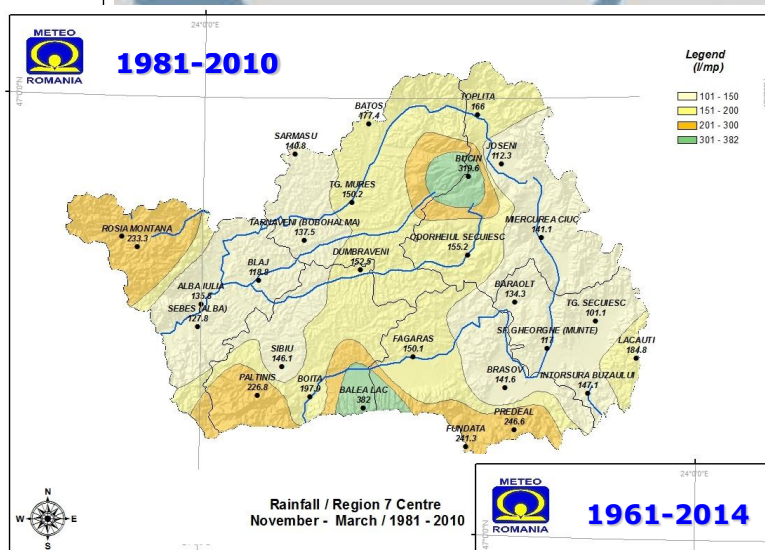 24°0'0"E
METEO
ROMANIA
1981-2010
47°0'0"N
Legend
(l/mp)
101 - 150
151 - 200
201 - 300
301 - 382
TOPLITA
166
BATOS
177.4
SARMASU
140.8
JOSENI
112.3
BUCIN
319.6
TG. MURES
150.2
ROSIA MONTANA
233.3
TARNAVENI (BOBOHALMA)
137.5
MIERCUREA CIUC
141.1
ODORHEIUL SECUIESC
155.2
DUMBRAVENI
152.5
BLAJ
118.8
ALBA IULIA
135.8
BARAOLT
134.3
SEBES (ALBA)
127.8
TG. SECUIESC
101.1
SF. GHEORGHE (MUNTE)
117
LACAUTI
184.8
FAGARAS
150.1
SIBIU
146.1
BRASOV
141.6
INTORSURA BUZAULUI
147.1
PALTINIS
226.8
BOITA
197.9
BALEA LAC
382
PREDEAL
246.6
FUNDATA
241.3
N
W E
S
Rainfall / Region 7 Centre
November - March / 1981 - 2010
METEO
ROMANIA
24°0'0"E
1961-2014
47°0'0"N